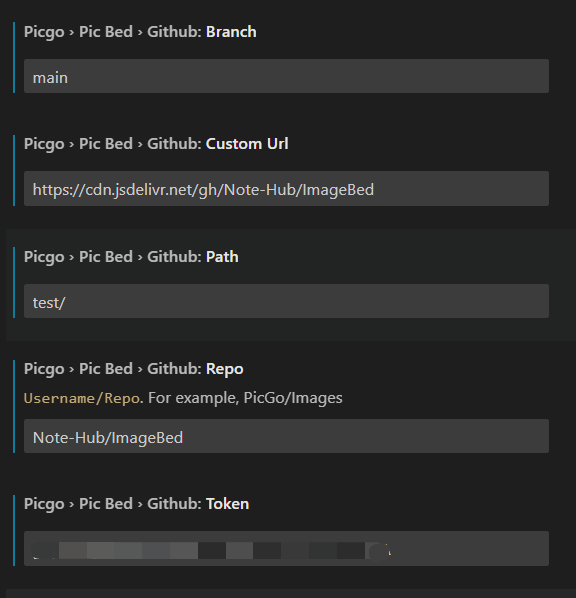 Picgo › Pic Bed › Github: Branch
main
Picgo › Pic Bed › Github: Custom Url
https://cdn.jsdelivr.net/gh/Note-Hub/ImageBed
Picgo › Pic Bed › Github: Path
test/
Picgo › Pic Bed › Github: Repo
Username/Repo. For example, PicGo/Images
Note-Hub/ImageBed
Picgo › Pic Bed › Github: Token